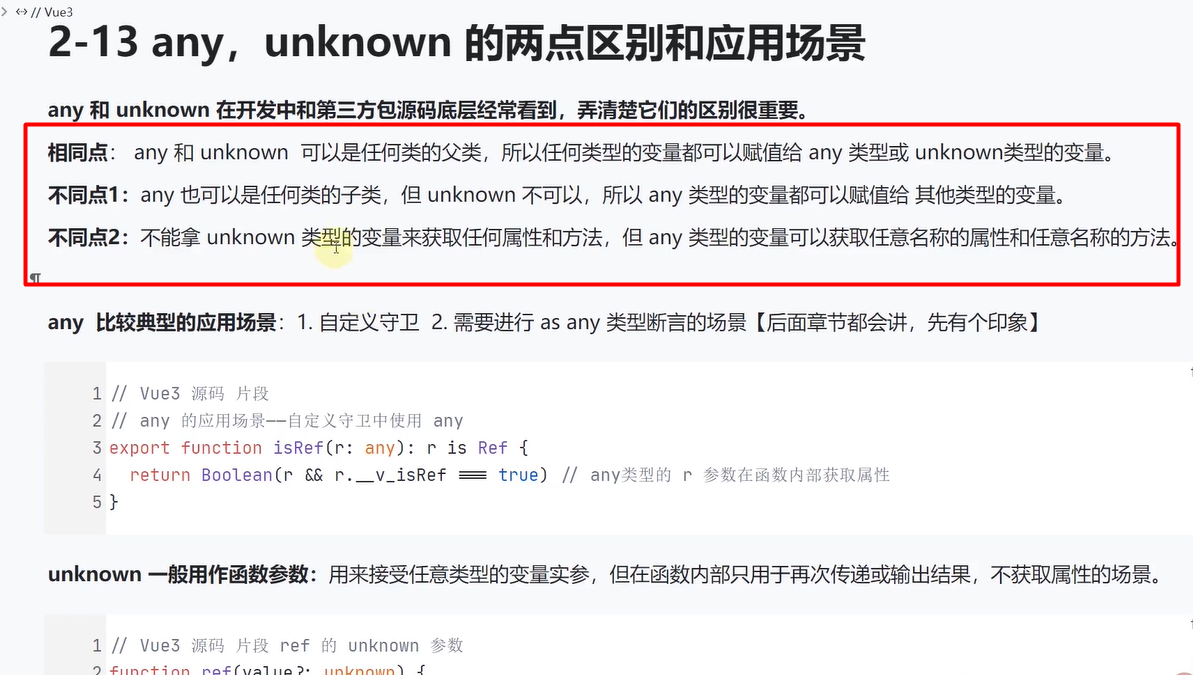 // Vue3
2-13 any，unknown 的两点区别和应用场景
any 和 unknown 在开发中和第三方包源码底层经常看到，弄清楚它们的区别很重要。
相同点： any 和 unknown 可以是任何类的父类，所以任何类型的变量都可以赋值给 any 类型或 unknown类型的变量。
不同点1：any 也可以是任何类的子类，但 unknown 不可以，所以 any 类型的变量都可以赋值给 其他类型的变量。
不同点2：不能拿 unknown 类型的变量来获取任何属性和方法，但 any 类型的变量可以获取任意名称的属性和任意名称的方法。
any 比较典型的应用场景：1. 自定义守卫 2. 需要进行 as any 类型断言的场景【后面章节都会讲，先有个印象】
1 // Vue3 源码 片段
2 // any 的应用场景——自定义守卫中使用 any
3 export function isRef(r: any): r is Ref {
4 return Boolean(r && r.__v_isRef === true) // any类型的 r 参数在函数内部获取属性
5 }
unknown 一般用作函数参数：用来接受任意类型的变量实参，但在函数内部只用于再次传递或输出结果，不获取属性的场景。
1 // Vue3 源码 片段 ref 的 unknown 参数
2 function ref(value?: unknown) {